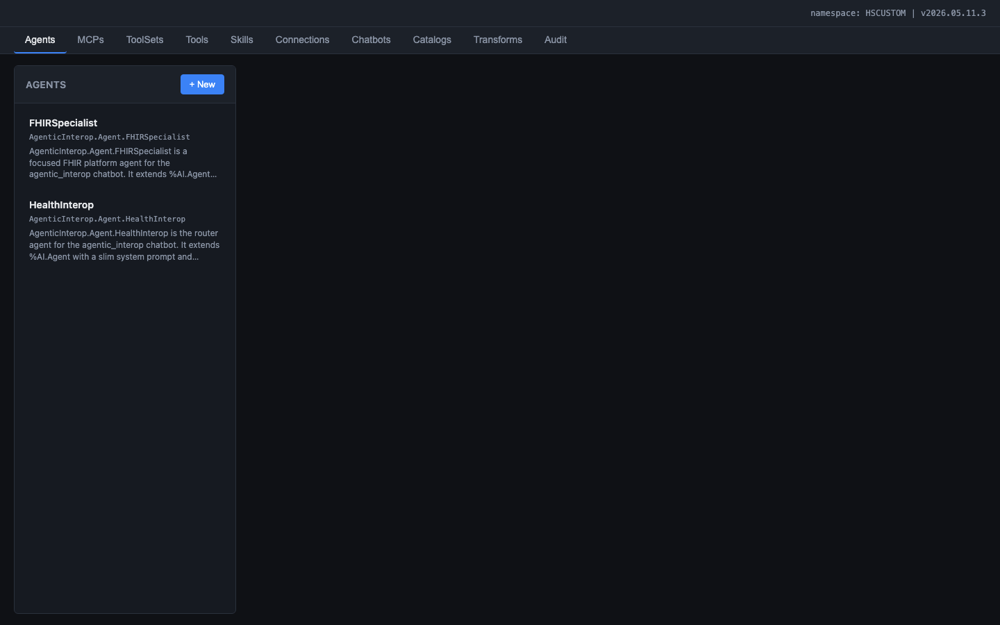 namespace: HSCUSTOM | v2026.05.11.3
Agents MCPs ToolSets Tools Skills Connections Chatbots Catalogs Transforms Audit
AGENTS
+ New
FHIRSpecialist
AgenticInterop.Agent.FHIRSpecialist
AgenticInterop.Agent.FHIRSpecialist is a
focused FHIR platform agent for the
agentic_interop chatbot. It extends %AI.Agent...
HealthInterop
AgenticInterop.Agent.HealthInterop
AgenticInterop.Agent.HealthInterop is the router
agent for the agentic_interop chatbot. It extends
%AI.Agent with a slim system prompt and...